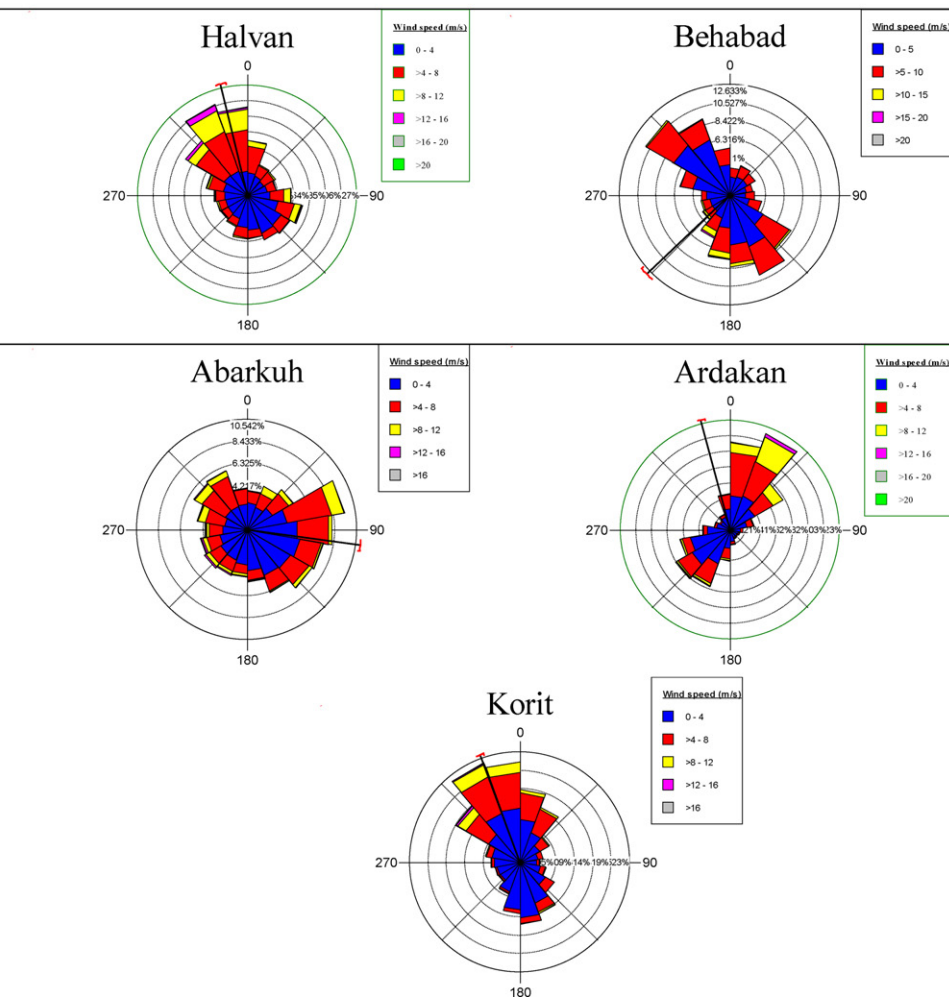 Halvan
0
270
90
180
Wind speed (m/s)
0 - 4
>4 - 8
>8 - 12
>12 - 16
>16 - 20
>20
Behabad
0
12.633%
10.527%
8.422%
6.316%
1%
270
90
180
Wind speed (m/s)
0 - 5
>5 - 10
>10 - 15
>15 - 20
>20
Abarkuh
0
10.542%
8.433%
6.325%
4.217%
270
90
180
Wind speed (m/s)
0 - 4
>4 - 8
>8 - 12
>12 - 16
>16
Ardakan
0
270
90
180
Wind speed (m/s)
0 - 4
>4 - 8
>8 - 12
>12 - 16
>16 - 20
>20
Korit
0
270
90
180
Wind speed (m/s)
0 - 4
>4 - 8
>8 - 12
>12 - 16
>16